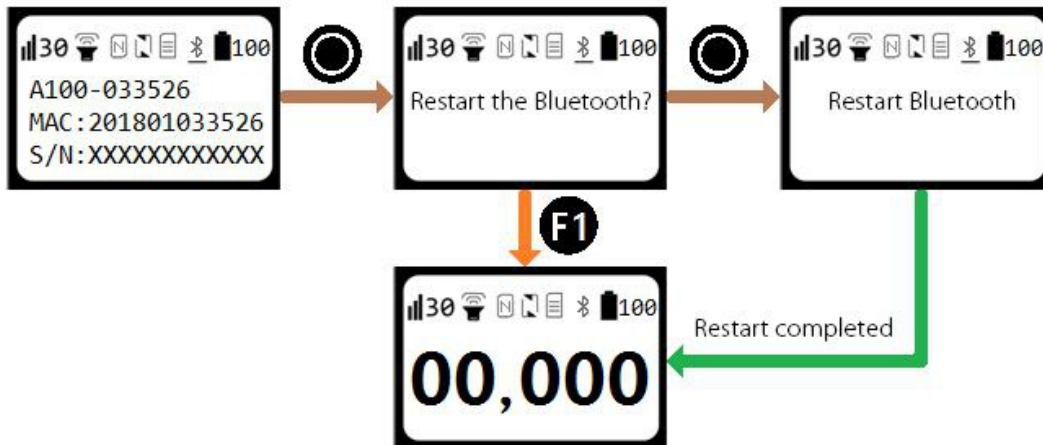 30 N 100
A100-033526
MAC:201801033526
S/N:XXXXXXXXXXXX
30 N 100
Restart the Bluetooth?
30 N 100
Restart Bluetooth
F1
30 N 100
00,000
Restart completed